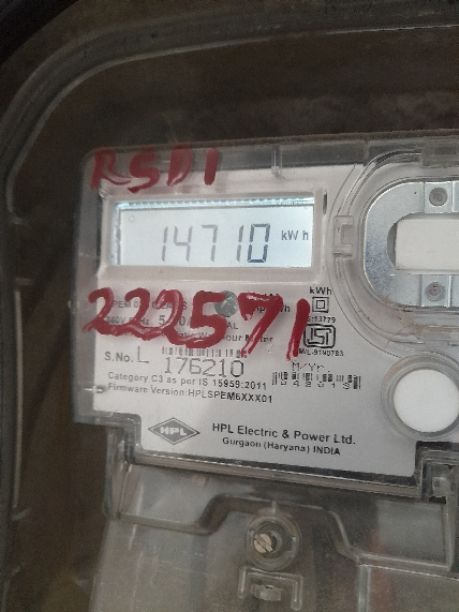 RSD1
14710 kWh
kWh
222571
S.No. L 176210
M/Yr.
Category C3 as per IS 15959:2011
Firmware Version:HPLSPEM6XXX01
HPL
HPL Electric & Power Ltd.
Gurgaon (Haryana) INDIA